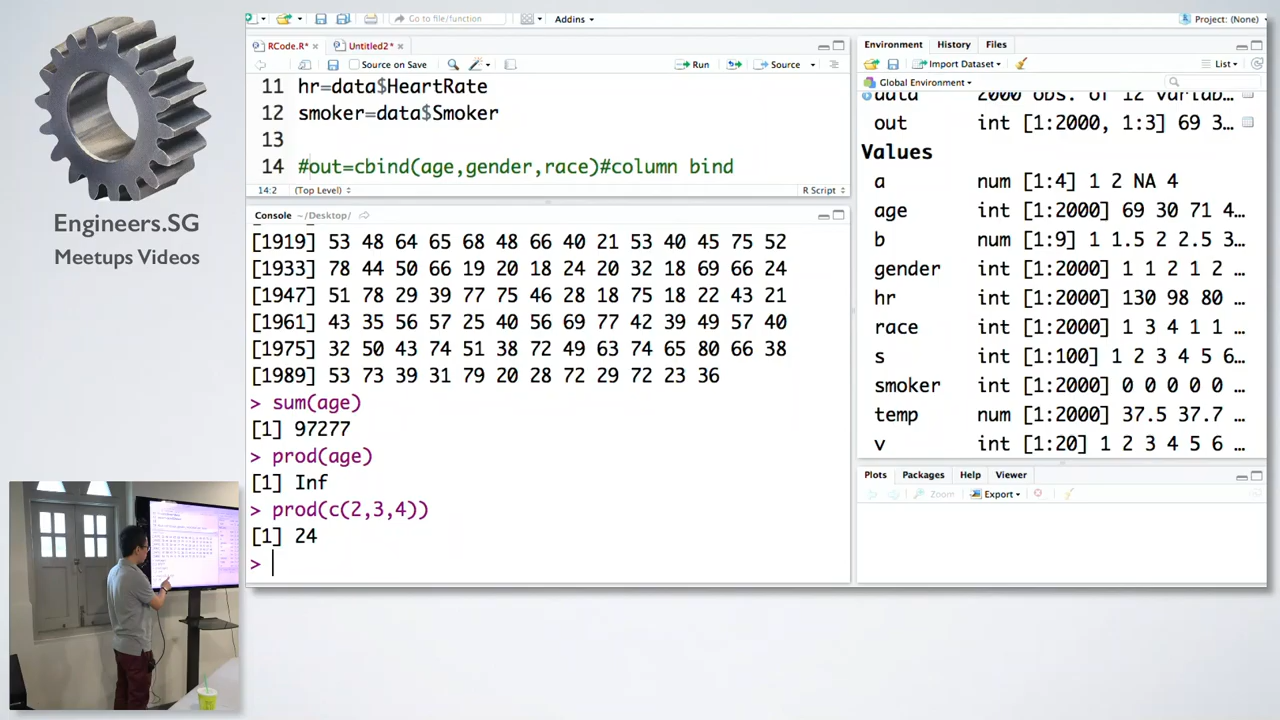 Engineers.SG
Meetups Videos
Go to file/function
Addins
Project: (None)
RCode.R*
Untitled2*
Source on Save
Run
Source
11 hr=data$HeartRate
12 smoker=data$Smoker
13
14 #out=cbind(age,gender,race)#column bind
14:2
(Top Level)
R Script
Console ~/Desktop/
[1919] 53 48 64 65 68 48 66 40 21 53 40 45 75 52
[1933] 78 44 50 66 19 20 18 24 20 32 18 69 66 24
[1947] 51 78 29 39 77 75 46 28 18 75 18 22 43 21
[1961] 43 35 56 57 25 40 56 69 77 42 39 49 57 40
[1975] 32 50 43 74 51 38 72 49 63 74 65 80 66 38
[1989] 53 73 39 31 79 20 28 72 29 72 23 36
> sum(age)
[1] 97277
> prod(age)
[1] Inf
> prod(c(2,3,4))
[1] 24
>
Environment History Files
Import Dataset
List
Global Environment
data 2000 obs. of 12 variab…
out int [1:2000, 1:3] 69 3…
Values
a num [1:4] 1 2 NA 4
age int [1:2000] 69 30 71 4…
b num [1:9] 1 1.5 2 2.5 3…
gender int [1:2000] 1 1 2 1 2 …
hr int [1:2000] 130 98 80 …
race int [1:2000] 1 3 4 1 1 …
s int [1:100] 1 2 3 4 5 6…
smoker int [1:2000] 0 0 0 0 0 …
temp num [1:2000] 37.5 37.7 …
v int [1:20] 1 2 3 4 5 6 …
Plots Packages Help Viewer
Zoom
Export